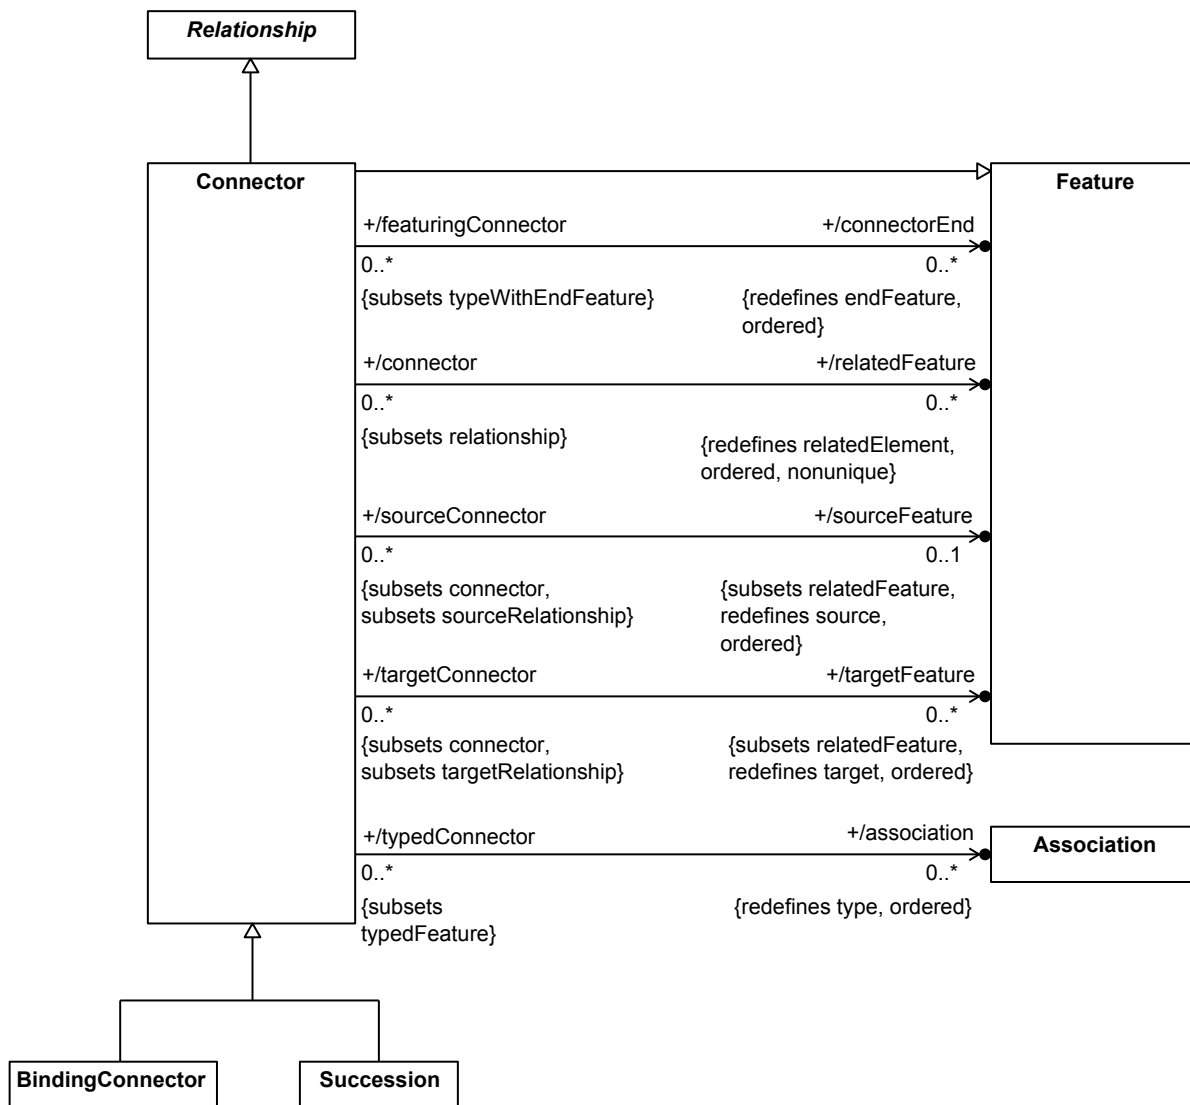 Relationship
Connector
Feature
+/featuringConnector
+/connectorEnd
0..*
0..*
{subsets typeWithEndFeature}
{redefines endFeature,
ordered}
+/connector
+/relatedFeature
0..*
0..*
{subsets relationship}
{redefines relatedElement,
ordered, nonunique}
+/sourceConnector
+/sourceFeature
0..*
0..1
{subsets connector,
subsets sourceRelationship}
{subsets relatedFeature,
redefines source,
ordered}
+/targetConnector
+/targetFeature
0..*
0..*
{subsets connector,
subsets targetRelationship}
{subsets relatedFeature,
redefines target, ordered}
+/typedConnector
+/association
Association
0..*
0..*
{subsets
typedFeature}
{redefines type, ordered}
BindingConnector
Succession